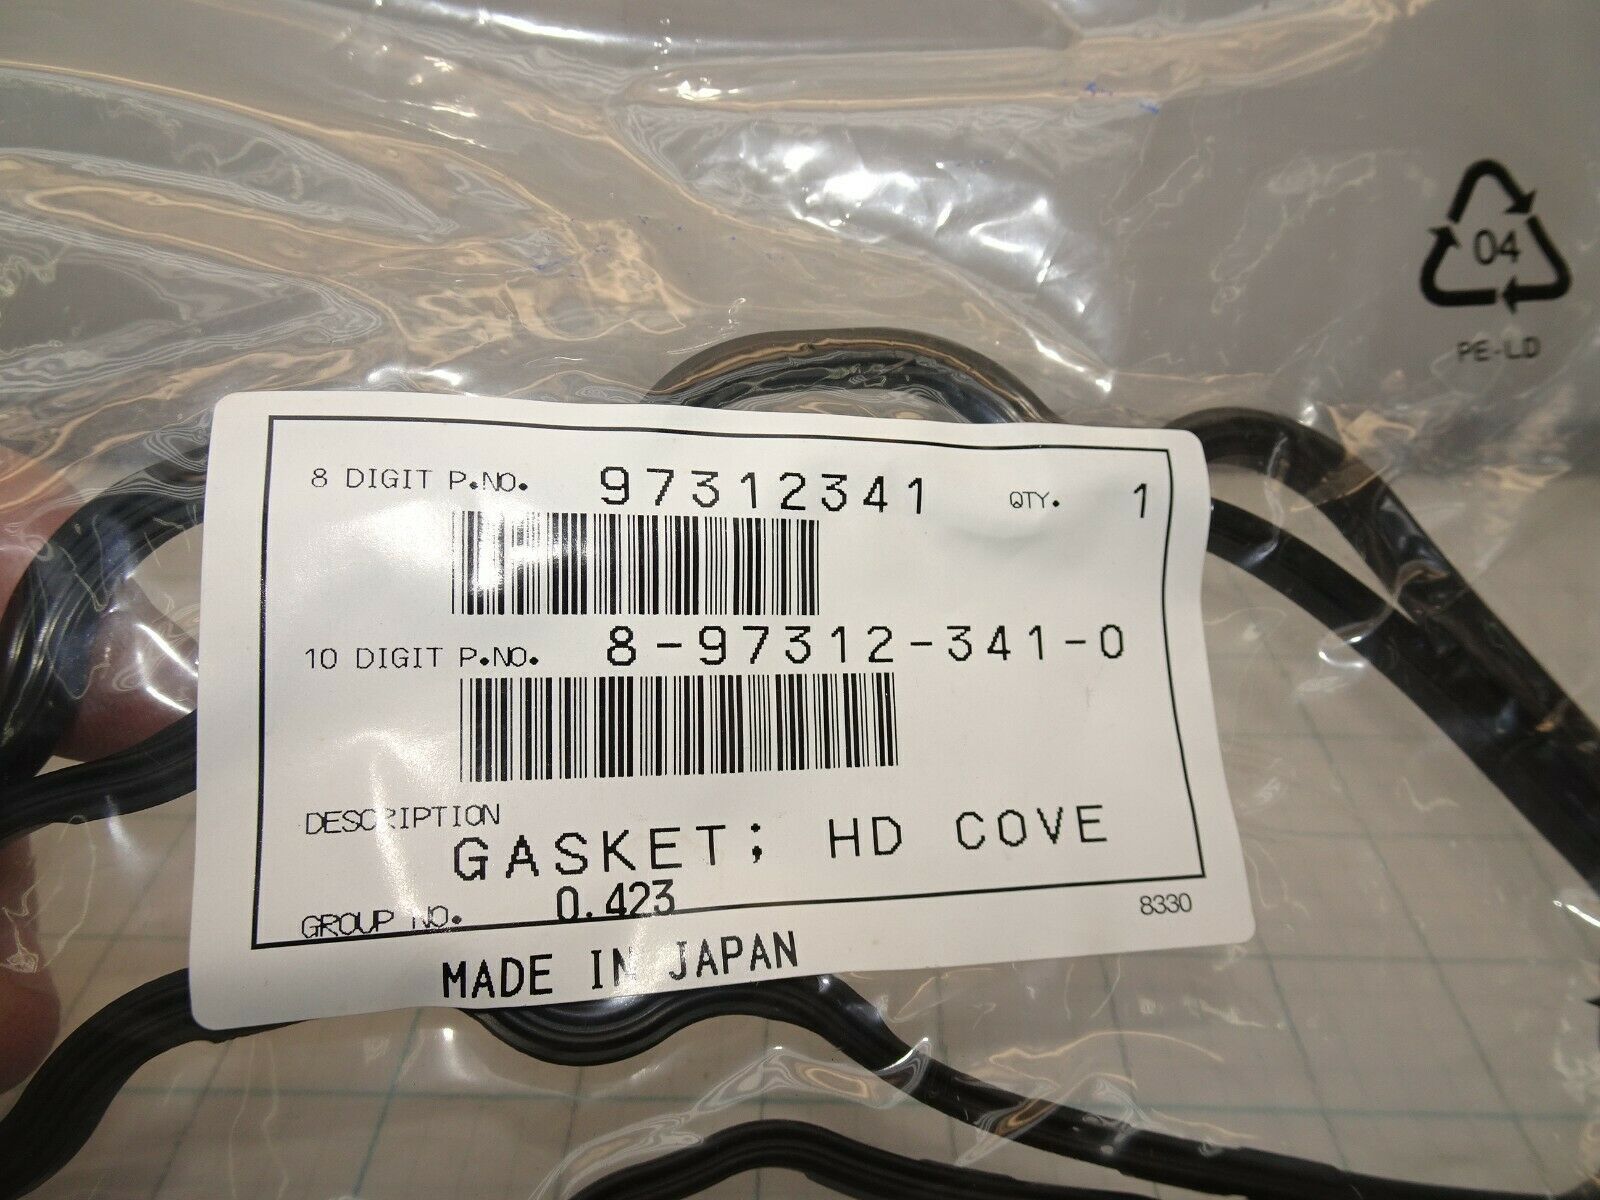 04
PE-LD
8 DIGIT P.NO. 97312341 QTY. 1
10 DIGIT P.NO. 8-97312-341-0
DESCRIPTION
GASKET; HD COVE
GROUP NO. 0.423 8330
MADE IN JAPAN